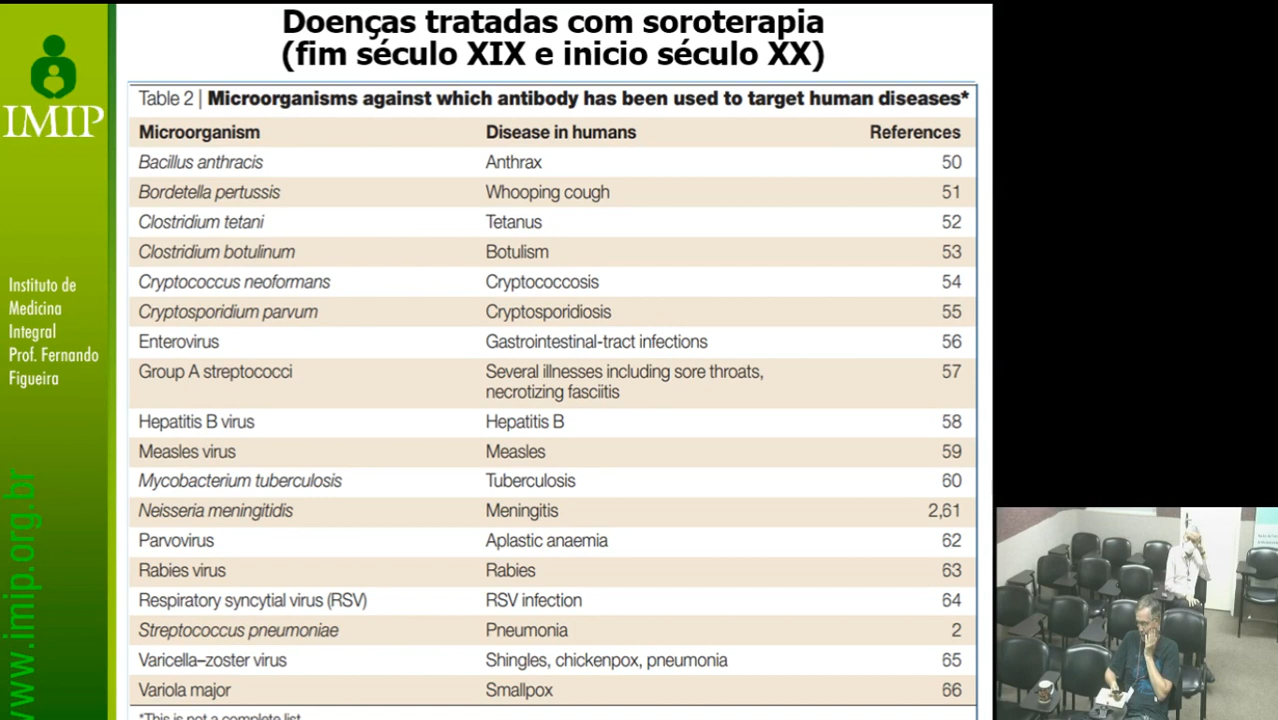 Doenças tratadas com soroterapia
(fim século XIX e inicio século XX)
IMIP
Instituto de
Medicina
Integral
Prof. Fernando
Figueira
www.imip.org.br
Table 2 | Microorganisms against which antibody has been used to target human diseases*
Microorganism Disease in humans References
Bacillus anthracis Anthrax 50
Bordetella pertussis Whooping cough 51
Clostridium tetani Tetanus 52
Clostridium botulinum Botulism 53
Cryptococcus neoformans Cryptococcosis 54
Cryptosporidium parvum Cryptosporidiosis 55
Enterovirus Gastrointestinal-tract infections 56
Group A streptococci Several illnesses including sore throats, 57
necrotizing fasciitis
Hepatitis B virus Hepatitis B 58
Measles virus Measles 59
Mycobacterium tuberculosis Tuberculosis 60
Neisseria meningitidis Meningitis 2,61
Parvovirus Aplastic anaemia 62
Rabies virus Rabies 63
Respiratory syncytial virus (RSV) RSV infection 64
Streptococcus pneumoniae Pneumonia 2
Varicella–zoster virus Shingles, chickenpox, pneumonia 65
Variola major Smallpox 66
*This is not a complete list